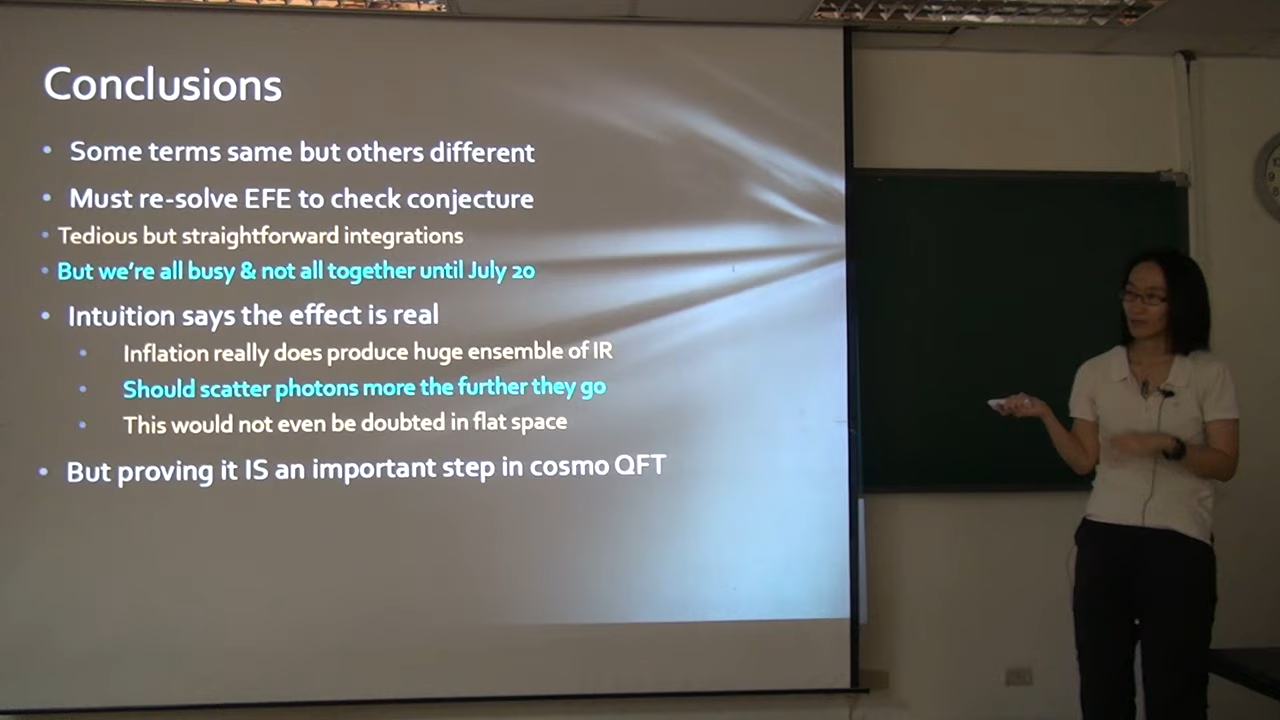 Conclusions
• Some terms same but others different
• Must re-solve EFE to check conjecture
• Tedious but straightforward integrations
• But we're all busy & not all together until July 20
• Intuition says the effect is real
• Inflation really does produce huge ensemble of IR
• Should scatter photons more the further they go
• This would not even be doubted in flat space
• But proving it IS an important step in cosmo QFT